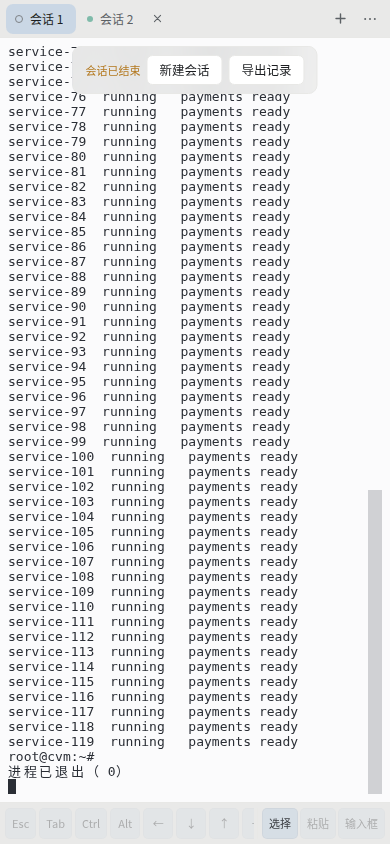 会话 1 会话 2 × + ···
service-7
service-
service-
会话已结束 新建会话 导出记录
service-76 running payments ready
service-77 running payments ready
service-78 running payments ready
service-79 running payments ready
service-80 running payments ready
service-81 running payments ready
service-82 running payments ready
service-83 running payments ready
service-84 running payments ready
service-85 running payments ready
service-86 running payments ready
service-87 running payments ready
service-88 running payments ready
service-89 running payments ready
service-90 running payments ready
service-91 running payments ready
service-92 running payments ready
service-93 running payments ready
service-94 running payments ready
service-95 running payments ready
service-96 running payments ready
service-97 running payments ready
service-98 running payments ready
service-99 running payments ready
service-100 running payments ready
service-101 running payments ready
service-102 running payments ready
service-103 running payments ready
service-104 running payments ready
service-105 running payments ready
service-106 running payments ready
service-107 running payments ready
service-108 running payments ready
service-109 running payments ready
service-110 running payments ready
service-111 running payments ready
service-112 running payments ready
service-113 running payments ready
service-114 running payments ready
service-115 running payments ready
service-116 running payments ready
service-117 running payments ready
service-118 running payments ready
service-119 running payments ready
root@cvm:~#
进程已退出（ 0）
Esc Tab Ctrl Alt ← ↓ ↑ 选择 粘贴 输入框